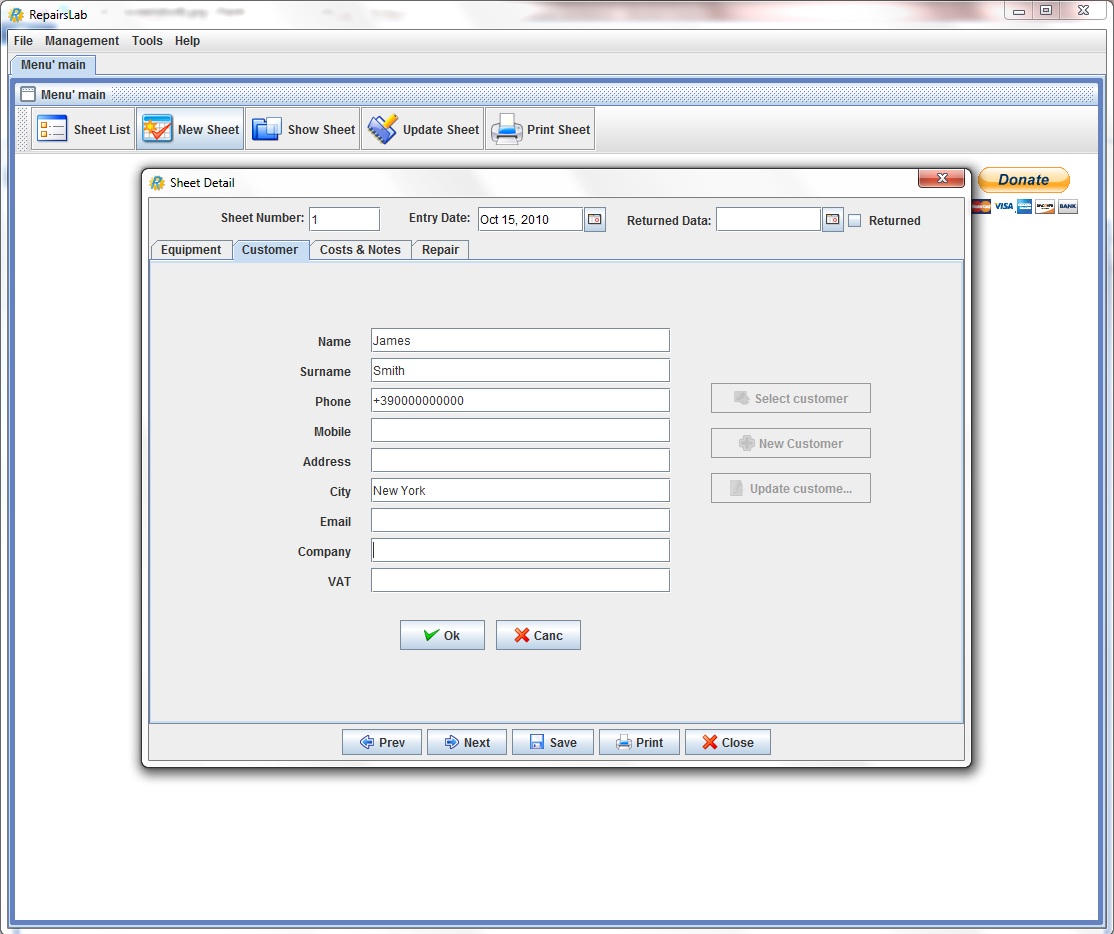 RepairsLab
File Management Tools Help
Menu' main
Menu' main
Sheet List New Sheet Show Sheet Update Sheet Print Sheet
Sheet Detail
Donate
VISA BANK
Sheet Number: 1 Entry Date: Oct 15, 2010 Returned Data: Returned
Equipment Customer Costs & Notes Repair
Name James
Surname Smith
Phone +390000000000
Select customer
Mobile
New Customer
Address
City New York
Update custome...
Email
Company
VAT
Ok Canc
Prev Next Save Print Close